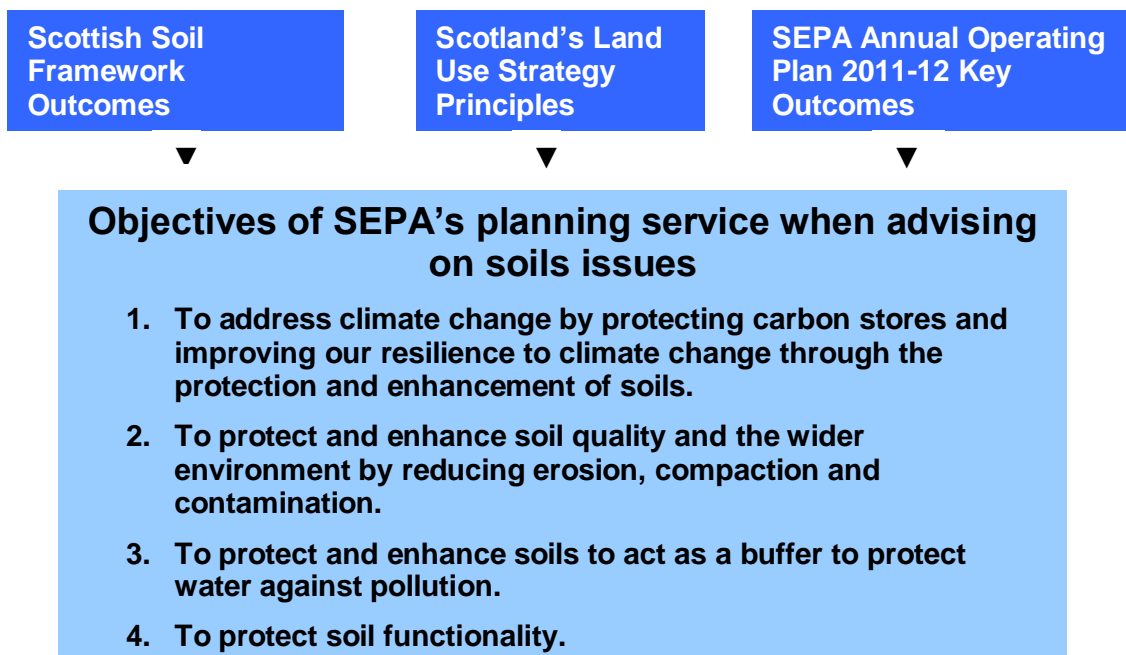 Scottish Soil
Framework
Outcomes
Scotland's Land
Use Strategy
Principles
SEPA Annual Operating
Plan 2011-12 Key
Outcomes
Objectives of SEPA's planning service when advising
on soils issues
1. To address climate change by protecting carbon stores and
improving our resilience to climate change through the
protection and enhancement of soils.
2. To protect and enhance soil quality and the wider
environment by reducing erosion, compaction and
contamination.
3. To protect and enhance soils to act as a buffer to protect
water against pollution.
4. To protect soil functionality.